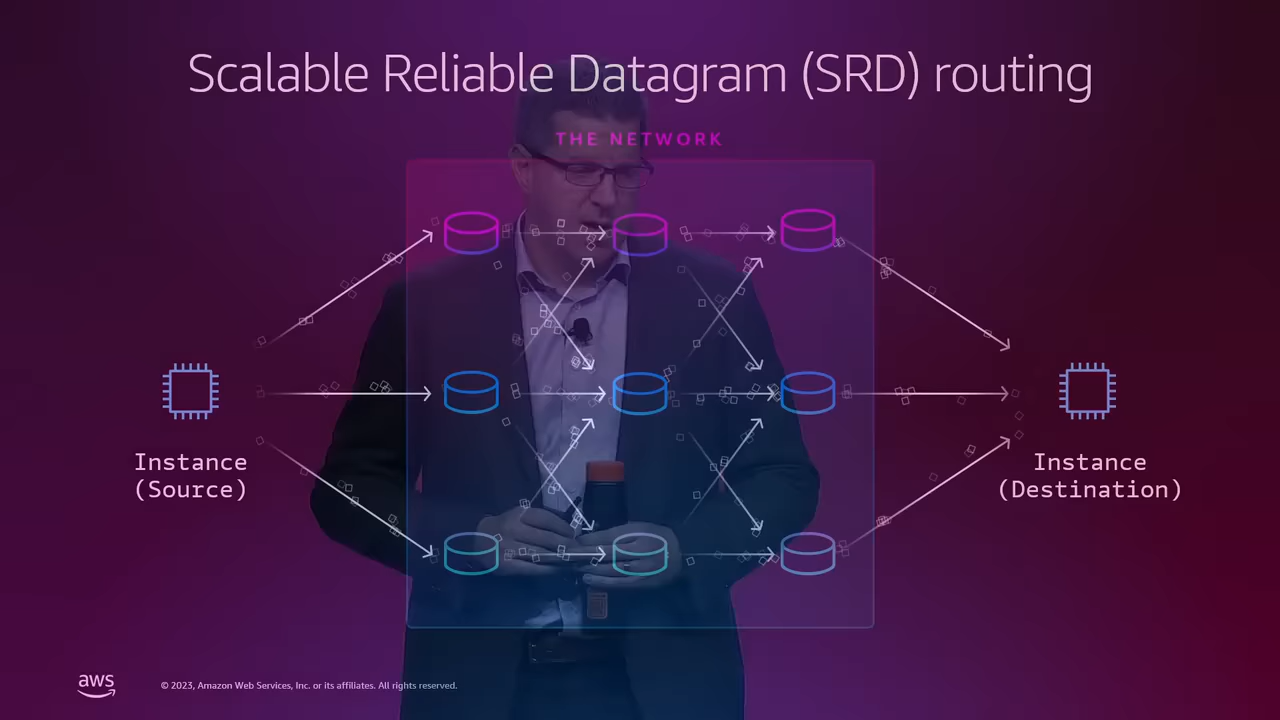 Scalable Reliable Datagram (SRD) routing
THE NETWORK
Instance
(Source)
Instance
(Destination)
aws
© 2023, Amazon Web Services, Inc. or its affiliates. All rights reserved.